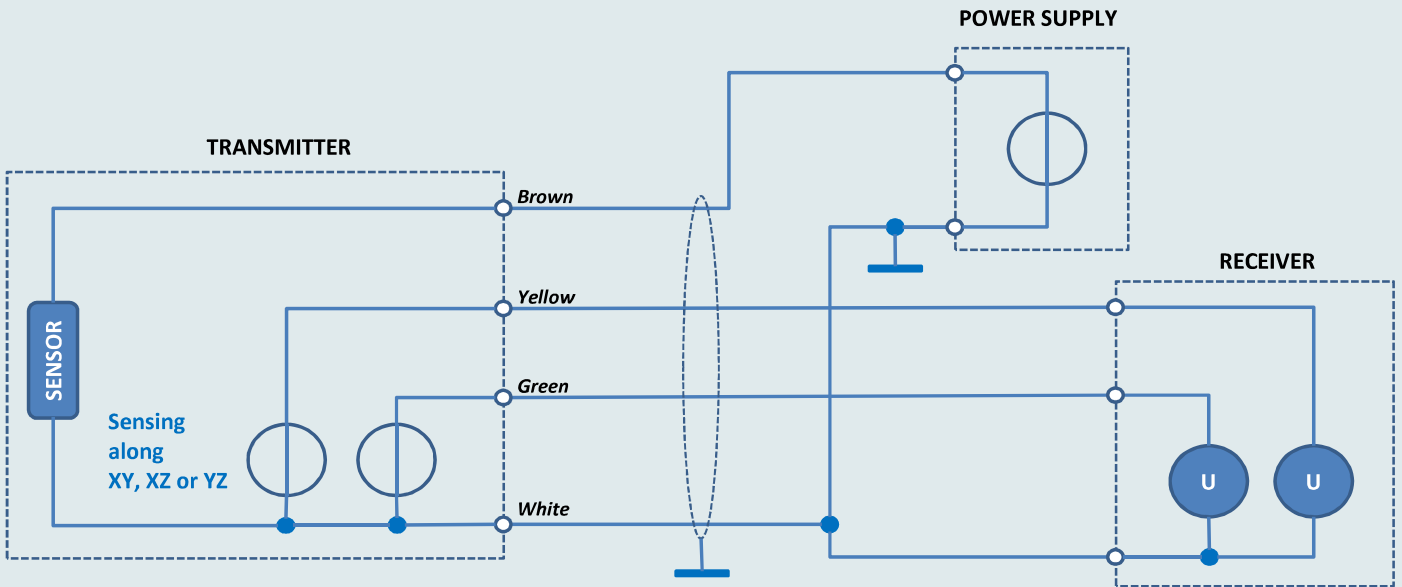 POWER SUPPLY
TRANSMITTER
Brown
RECEIVER
Yellow
SENSOR
Green
Sensing
along
XY, XZ or YZ
U U
White